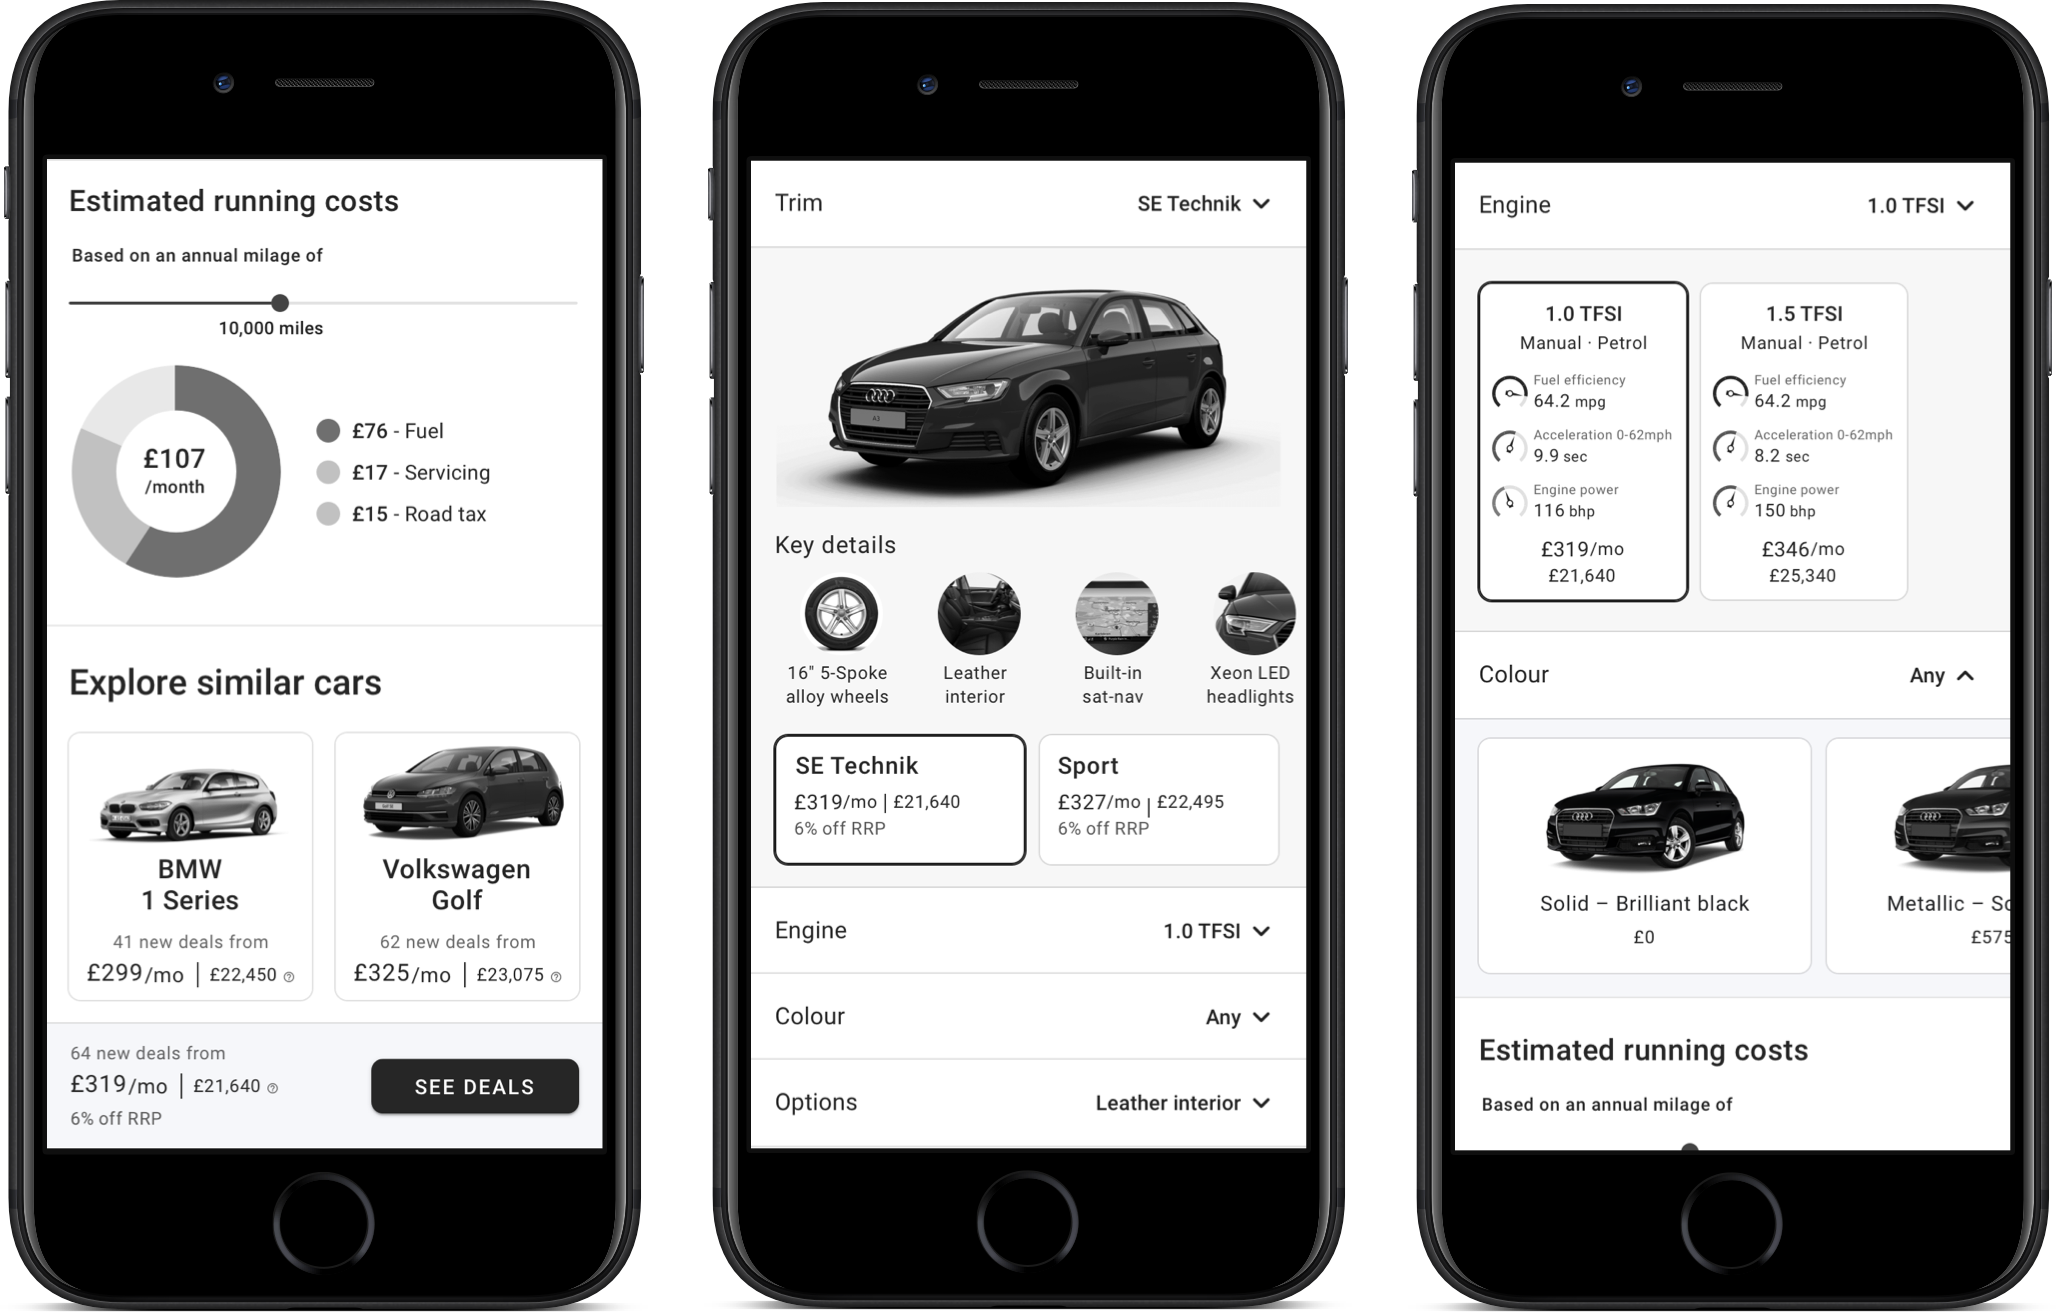 Estimated running costs
Based on an annual milage of
10,000 miles
£107
/month
£76 - Fuel
£17 - Servicing
£15 - Road tax
Explore similar cars
BMW
1 Series
41 new deals from
£299/mo | £22,450 ?
Volkswagen
Golf
62 new deals from
£325/mo | £23,075 ?
64 new deals from
£319/mo | £21,640 ?
6% off RRP
SEE DEALS
Trim
SE Technik
A3
Key details
16" 5-Spoke
alloy wheels
Leather
interior
Built-in
sat-nav
Xeon LED
headlights
SE Technik
£319/mo | £21,640
6% off RRP
Sport
£327/mo | £22,495
6% off RRP
Engine
1.0 TFSI
Colour
Any
Options
Leather interior
Engine
1.0 TFSI
1.0 TFSI
Manual · Petrol
Fuel efficiency
64.2 mpg
Acceleration 0-62mph
9.9 sec
Engine power
116 bhp
£319/mo
£21,640
1.5 TFSI
Manual · Petrol
Fuel efficiency
64.2 mpg
Acceleration 0-62mph
8.2 sec
Engine power
150 bhp
£346/mo
£25,340
Colour
Any
Solid – Brilliant black
£0
Metallic –
£575
Estimated running costs
Based on an annual milage of